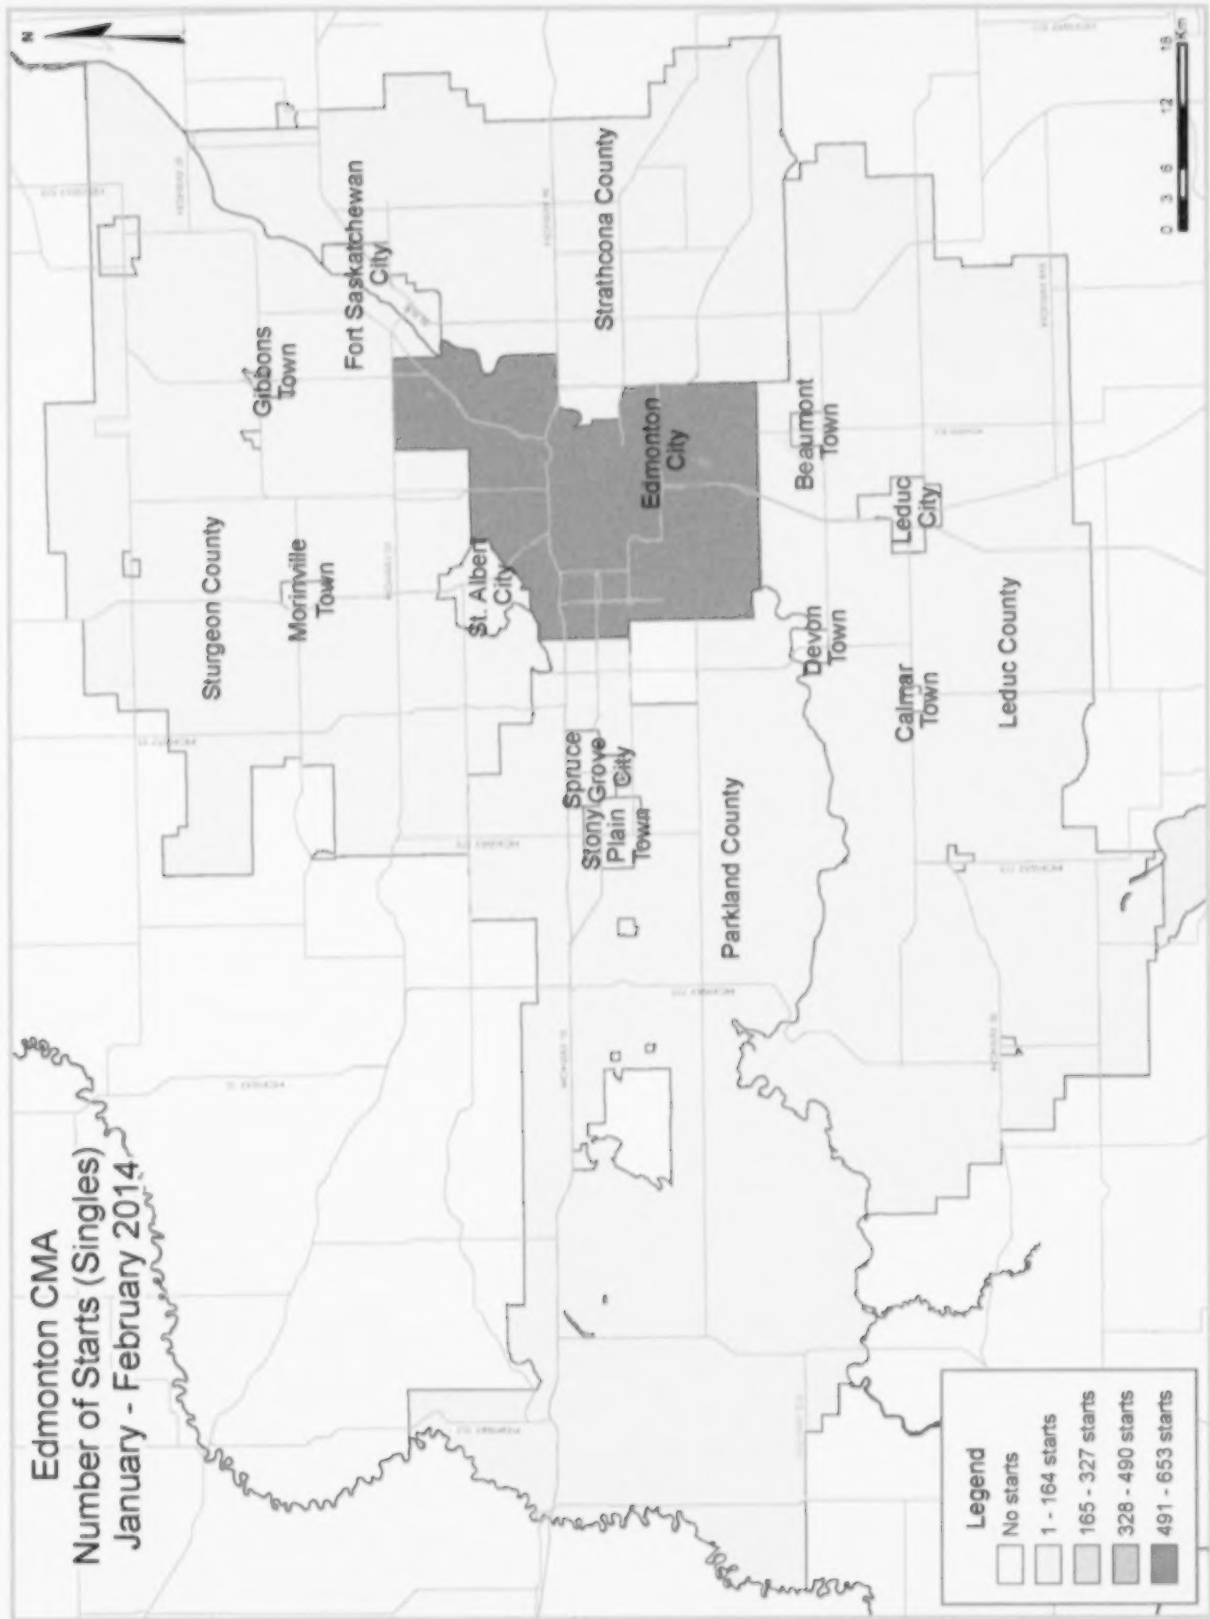 Edmonton CMA
Number of Starts (Singles)
January - February 2014
N
Sturgeon County
Morinville
Town
Gibbons
Town
Fort Saskatchewan
City
St. Albert
City
Strathcona County
Edmonton
City
Spruce
Grove
City
Stony
Plain
Town
Parkland County
Beaumont
Town
Devon
Town
Leduc
City
Calmar
Town
Leduc County
Legend
No starts
1 - 164 starts
165 - 327 starts
328 - 490 starts
491 - 653 starts
0 3 6 12 18
Km